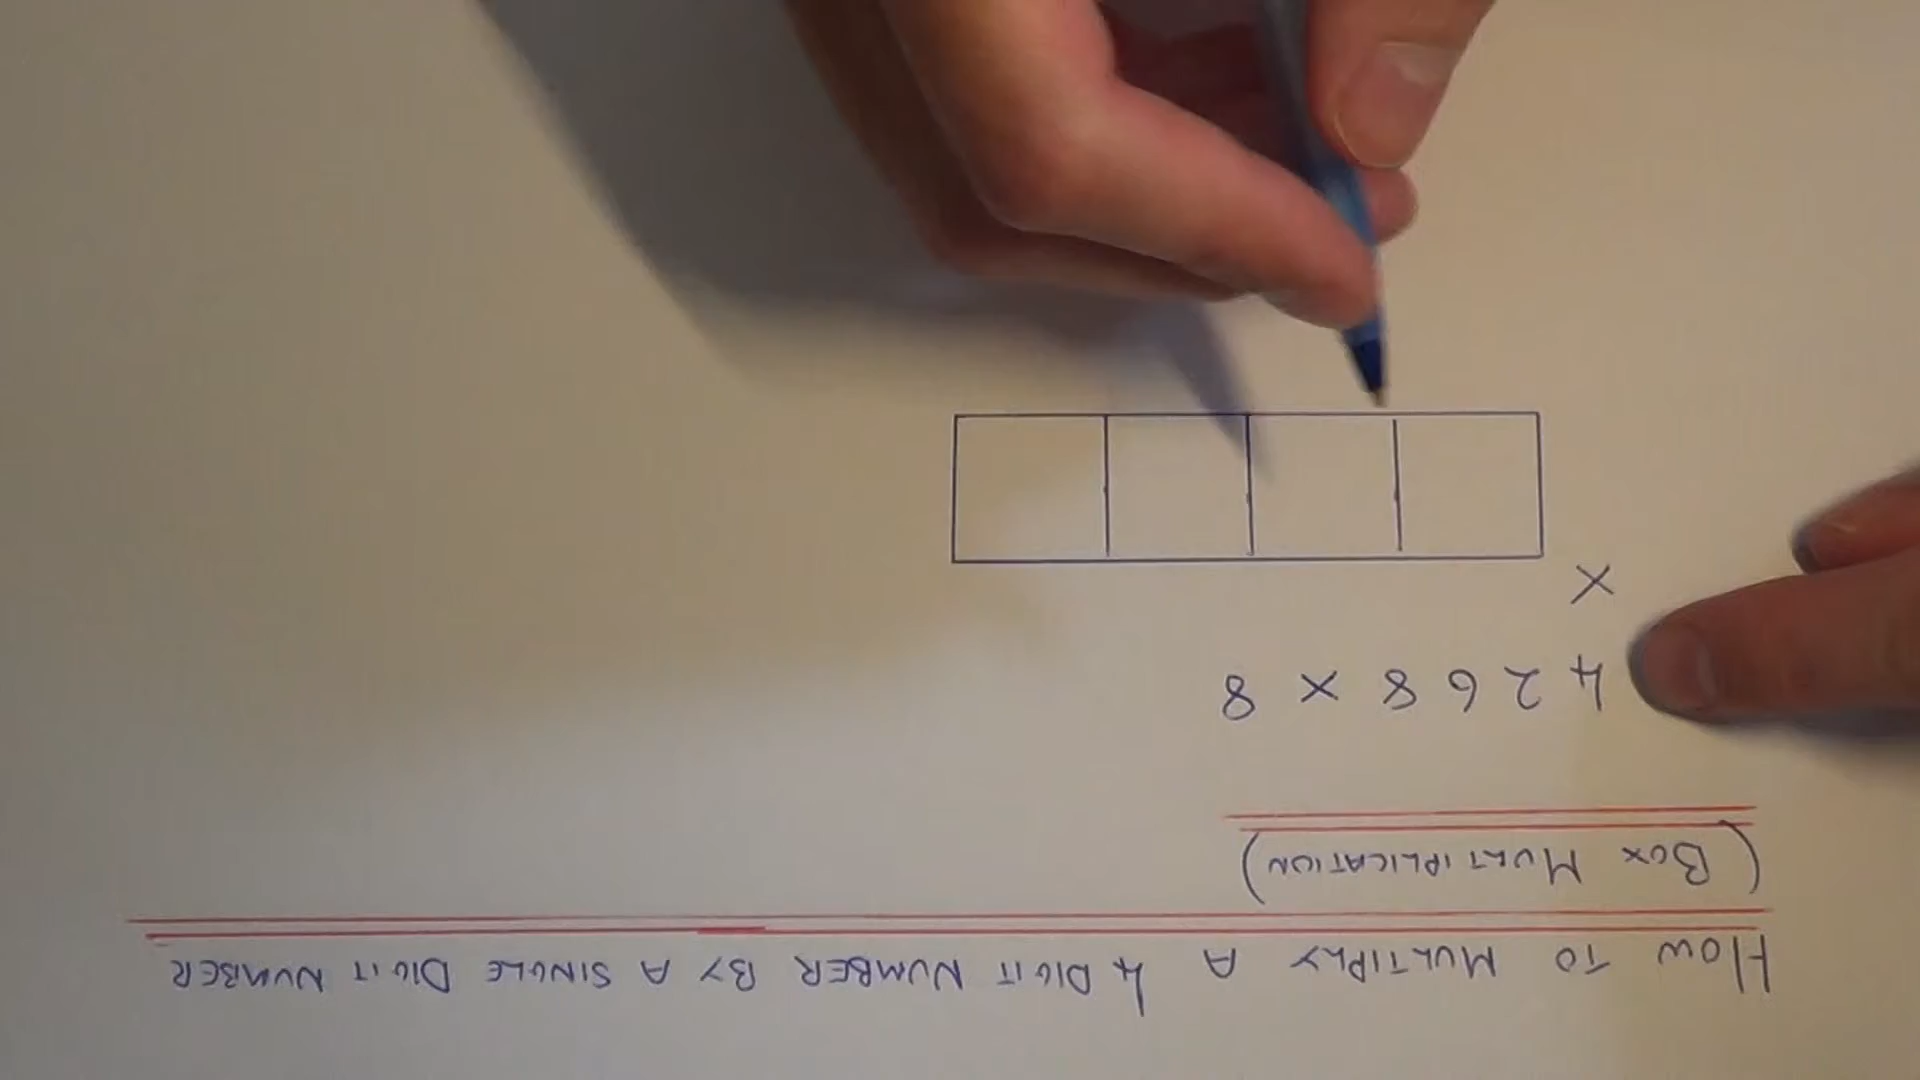 HOW TO MULTIPLY A 4 DIGIT NUMBER BY A SINGLE DIGIT NUMBER
(BOX MULTIPLICATION)
4268 × 8
×